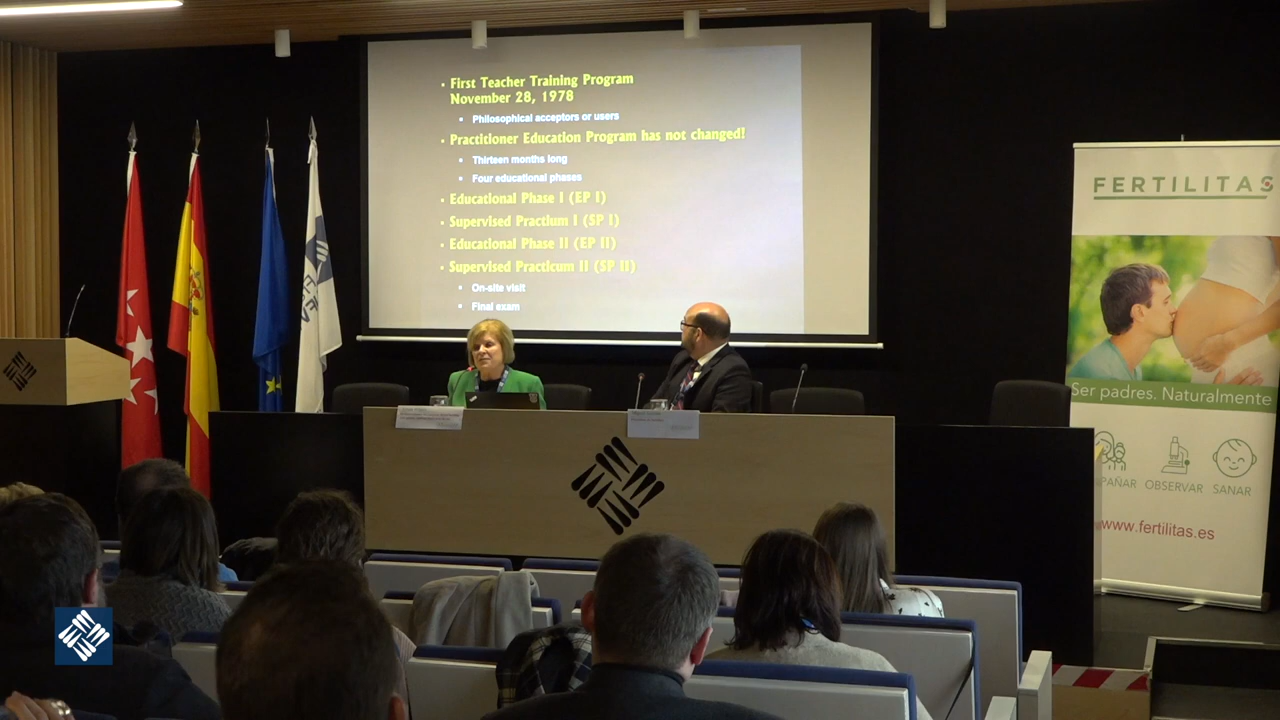 • First Teacher Training Program
November 28, 1978
▪ Philosophical acceptors or users
• Practitioner Education Program has not changed!
▪ Thirteen months long
▪ Four educational phases
• Educational Phase I (EP I)
• Supervised Practium I (SP I)
• Educational Phase II (EP II)
• Supervised Practicum II (SP II)
▪ On-site visit
▪ Final exam
FERTILITAS
Ser padres. Naturalmente
OBSERVAR SANAR
www.fertilitas.es